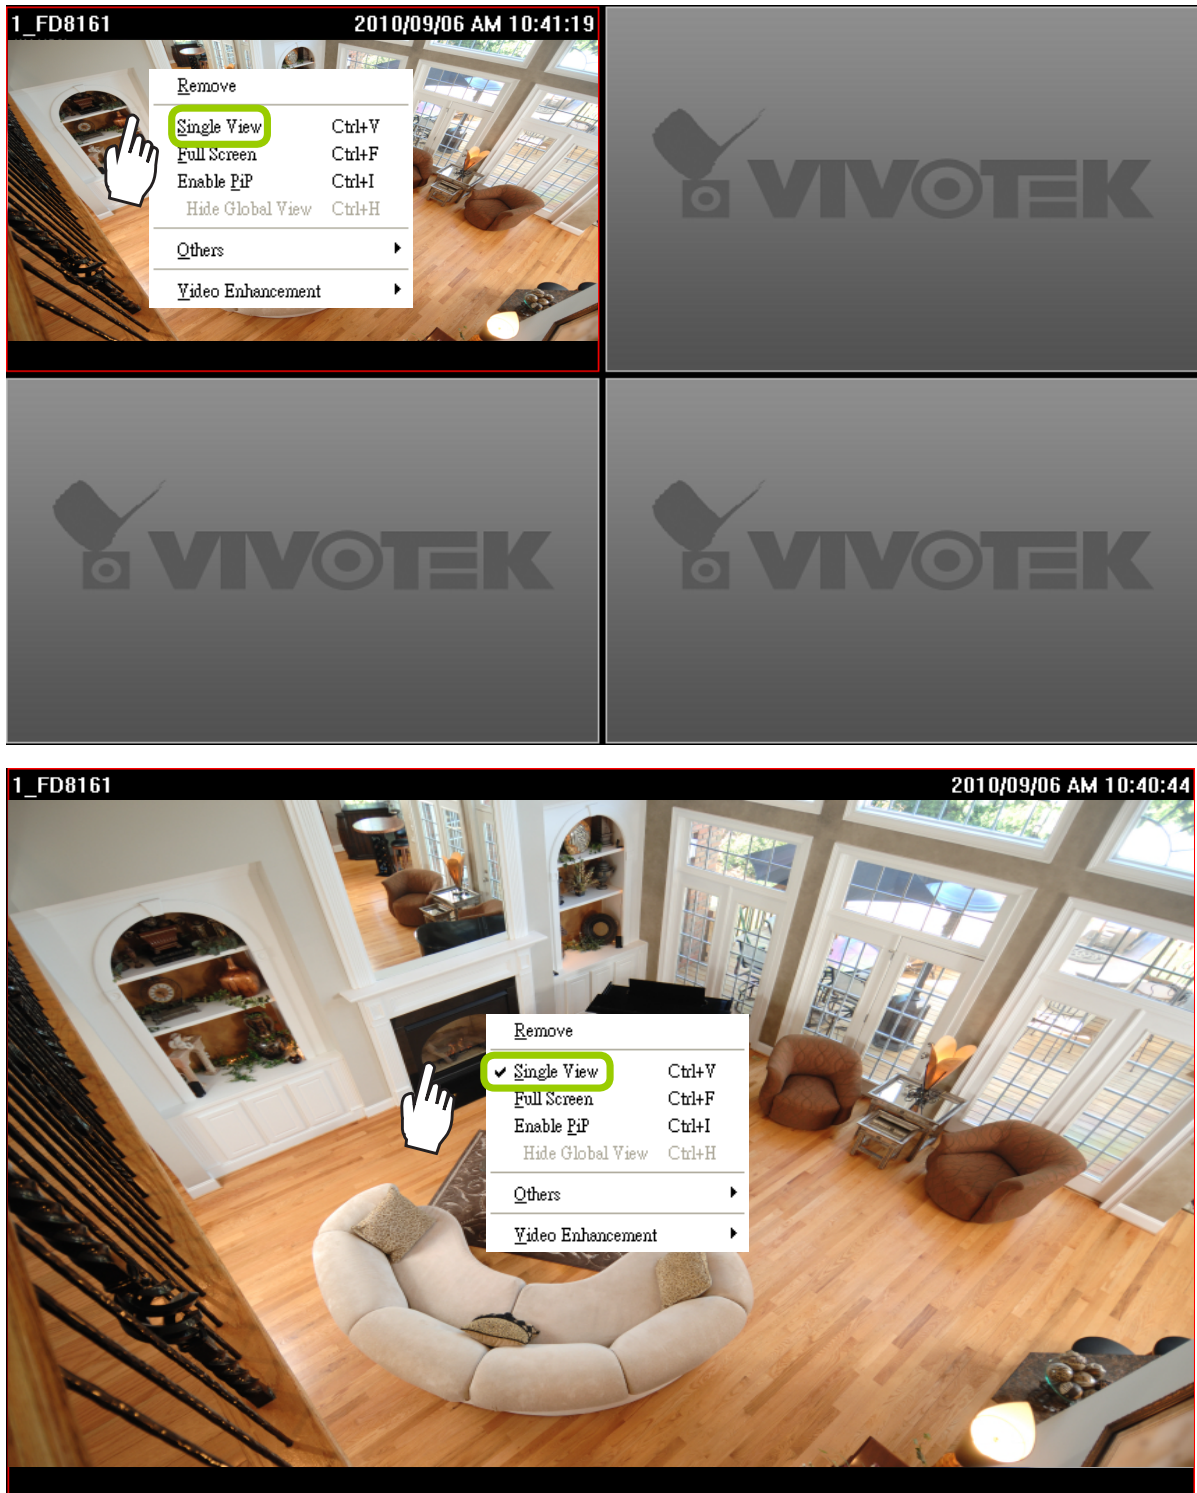 1_FD8161 2010/09/06 AM 10:41:19
Remove
Single View Ctrl+V
Full Screen Ctrl+F
Enable PiP Ctrl+I
Hide Global View Ctrl+H
Others
Video Enhancement
VIVOTEK
VIVOTEK
VIVOTEK
1_FD8161 2010/09/06 AM 10:40:44
Remove
Single View Ctrl+V
Full Screen Ctrl+F
Enable PiP Ctrl+I
Hide Global View Ctrl+H
Others
Video Enhancement